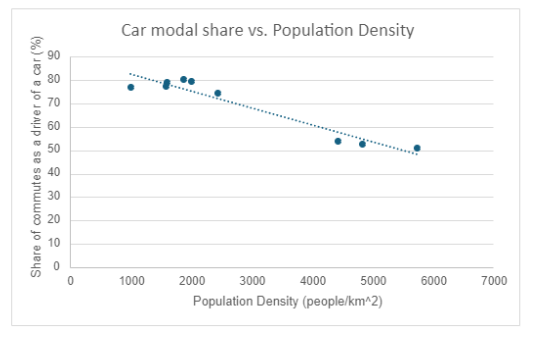 Car modal share vs. Population Density
Share of commutes as a driver of a car (%)
90
80
70
60
50
40
30
20
10
0
0 1000 2000 3000 4000 5000 6000 7000
Population Density (people/km^2)